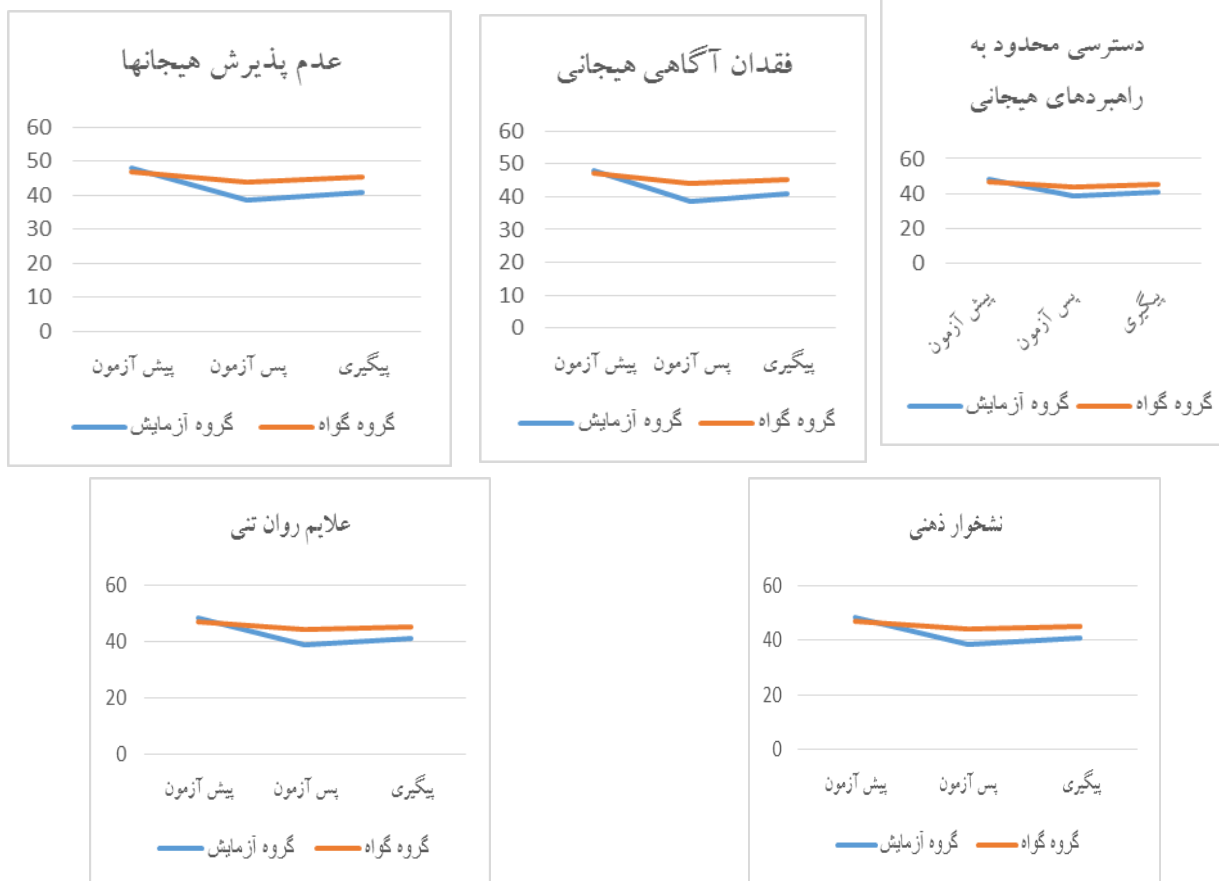 عدم پذیرش هیجانها
60
50
40
30
20
10
0
پیش آزمون پس آزمون پیگیری
گروه آزمایش گروه گواه
فقدان آگاهی هیجانی
60
50
40
30
20
10
0
پیش آزمون پس آزمون پیگیری
گروه آزمایش گروه گواه
دسترسی محدود به
راهبردهای هیجانی
60
40
20
0
پیش آزمون پس آزمون پیگیری
گروه آزمایش گروه گواه
علایم روان تنی
60
40
20
0
پیش آزمون پس آزمون پیگیری
گروه آزمایش گروه گواه
نشخوار ذهنی
60
40
20
0
پیش آزمون پس آزمون پیگیری
گروه آزمایش گروه گواه